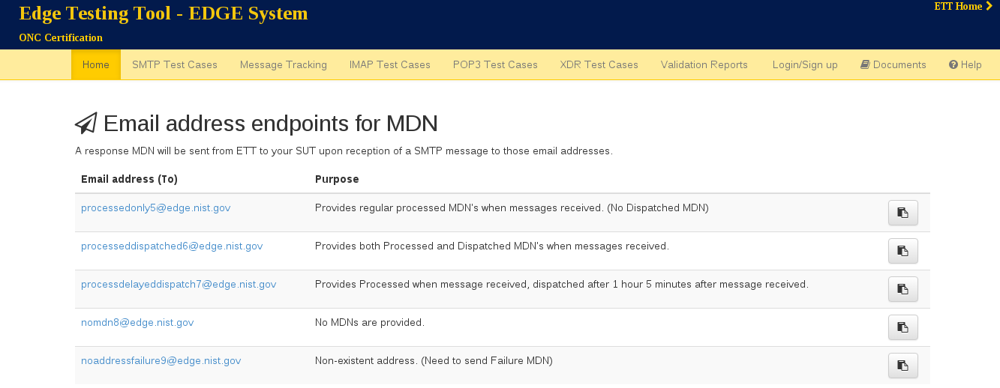 Edge Testing Tool - EDGE System
ETT Home
ONC Certification
Home SMTP Test Cases Message Tracking IMAP Test Cases POP3 Test Cases XDR Test Cases Validation Reports Login/Sign up Documents Help
Email address endpoints for MDN
A response MDN will be sent from ETT to your SUT upon reception of a SMTP message to those email addresses.
Email address (To) Purpose
processedonly5@edge.nist.gov Provides regular processed MDN's when messages received. (No Dispatched MDN)
processeddispatched6@edge.nist.gov Provides both Processed and Dispatched MDN's when messages received.
processdelayeddispatch7@edge.nist.gov Provides Processed when message received, dispatched after 1 hour 5 minutes after message received.
nomdn8@edge.nist.gov No MDNs are provided.
noaddressfailure9@edge.nist.gov Non-existent address. (Need to send Failure MDN)